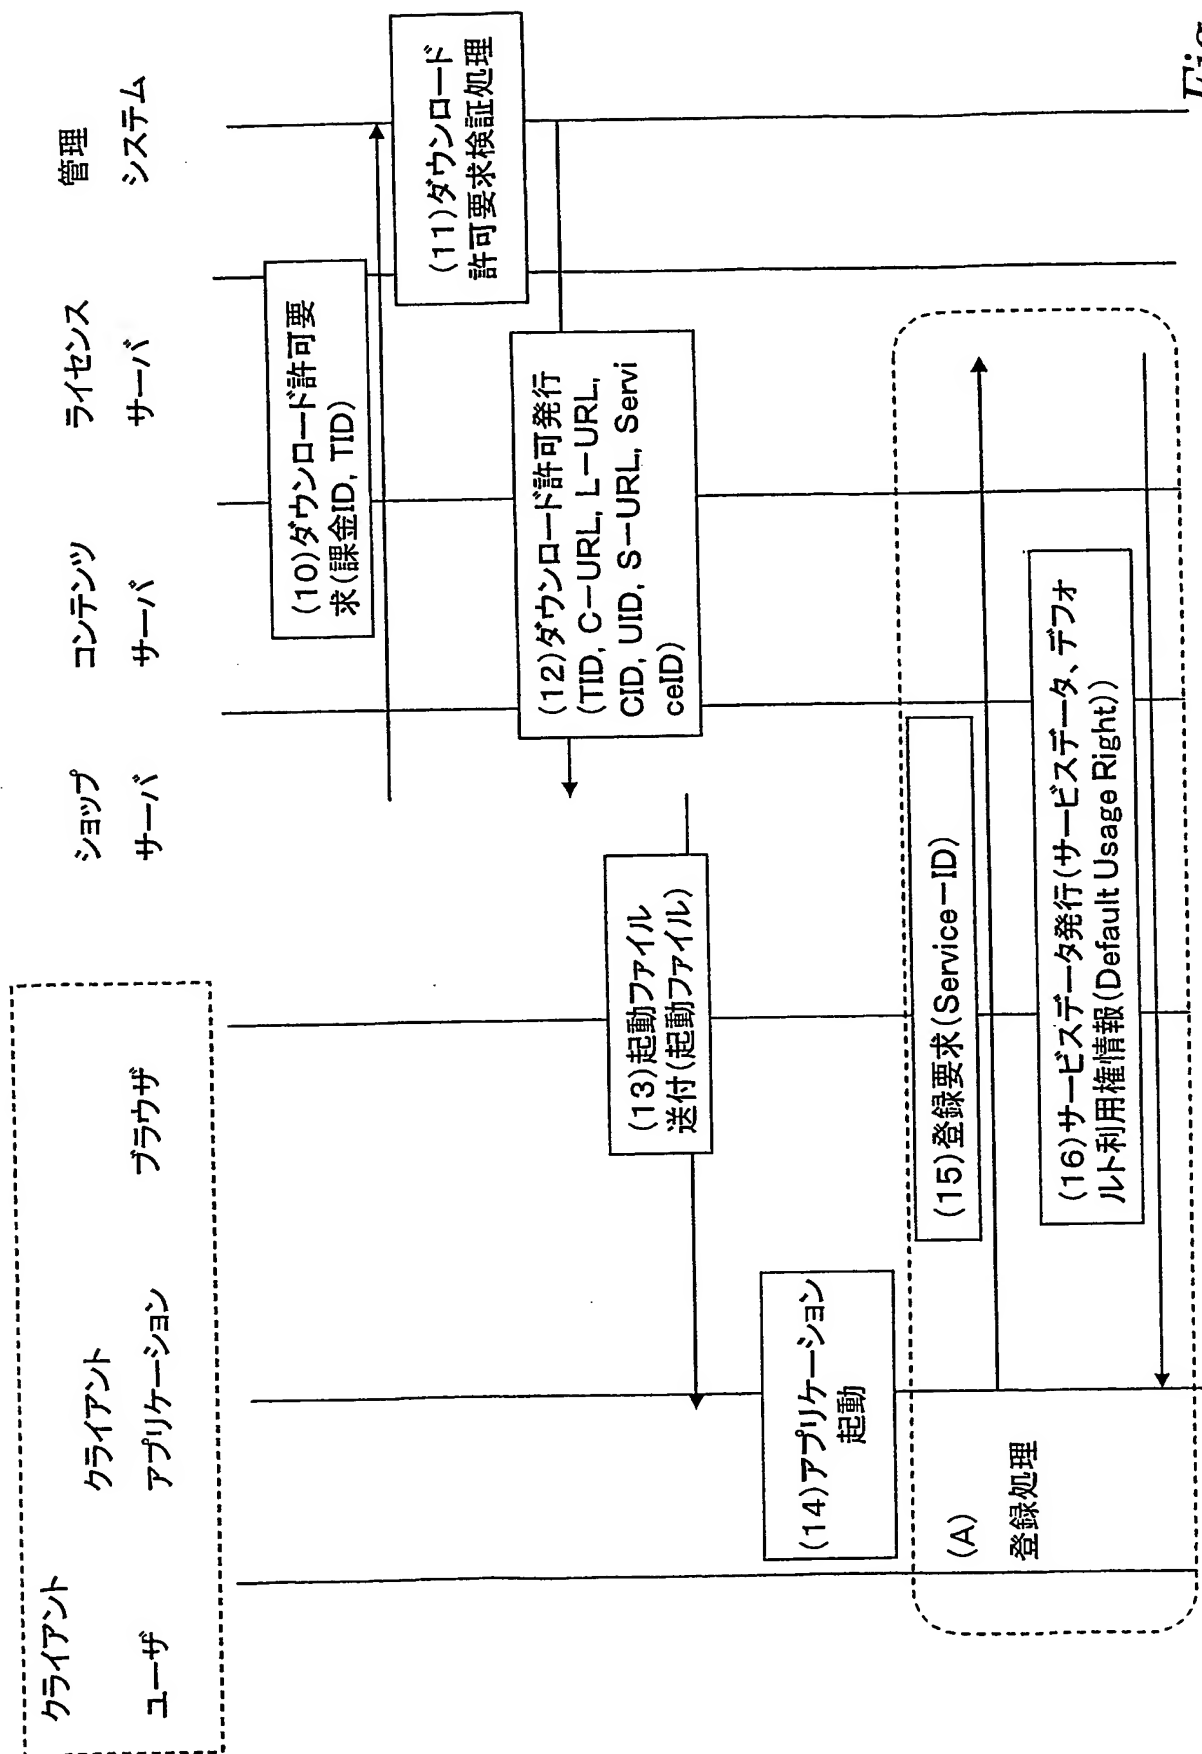 クライアント
ユーザ
クライアント
アプリケーション
ブラウザ
ショップ
サーバ
コンテンツ
サーバ
ライセンス
サーバ
管理
システム
(10)ダウンロード許可要
求(課金ID, TID)
(11)ダウンロード
許可要求検証処理
(12)ダウンロード許可発行
(TID, C-URL, L-URL,
CID, UID, S-URL, Servi
ceID)
(13)起動ファイル
送付(起動ファイル)
(14)アプリケーション
起動
(A)
登録処理
(15)登録要求(Service-ID)
(16)サービスデータ発行(サービスデータ、デフォ
ルト利用権情報(Default Usage Right))
Fig